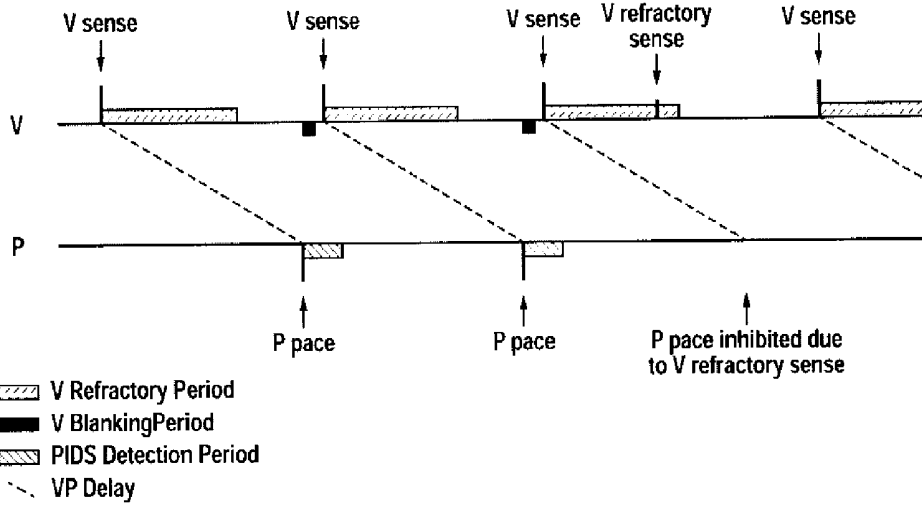 V sense
V sense
V sense
V refractory
sense
V sense
V
P
P pace
P pace
P pace inhibited due
to V refractory sense
V Refractory Period
V BlankingPeriod
PIDS Detection Period
VP Delay